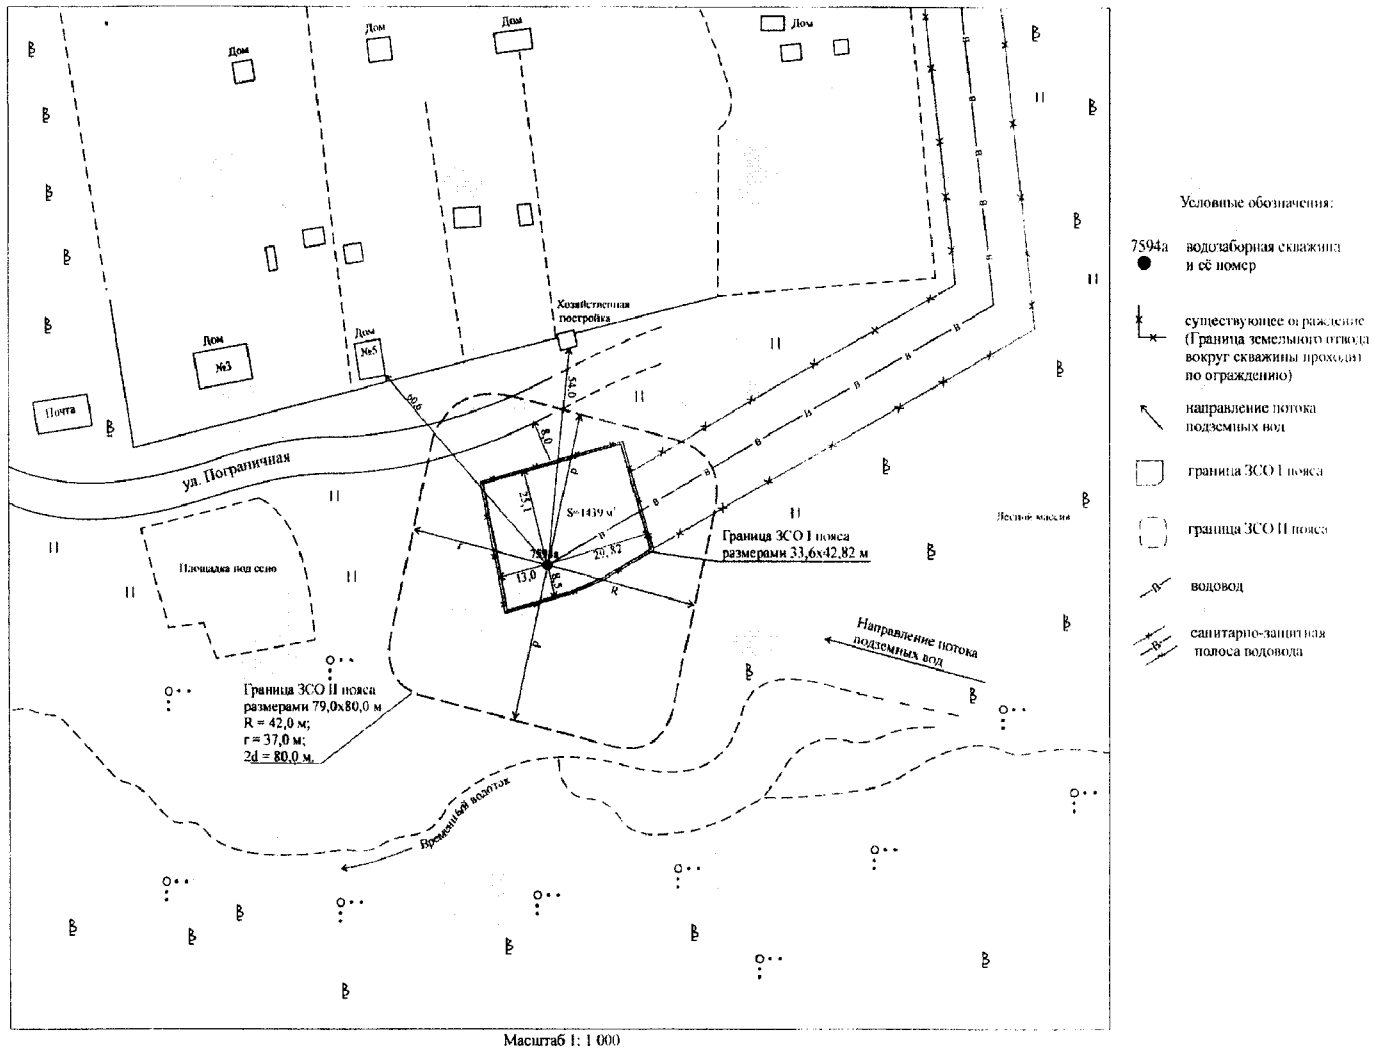 Дом
Дом
Дом
Дом
Хозяйственная
постройка
Дом
№3
Дом
№5
Почта
ул. Пограничная
60,6
54,0
8,0
d
25,1
S=1439 м²
7594а
В
29,82
13,0
8,5
r
R
d
Граница ЗСО I пояса
размерами 33,6х42,82 м
Лесной массив
Площадка под сено
Направление потока
подземных вод
Граница ЗСО II пояса
размерами 79,0х80,0 м
R = 42,0 м;
r = 37,0 м;
2d = 80,0 м.
Временный водоток
Масштаб 1: 1 000
Условные обозначения:
7594а водозаборная скважина
и её номер
существующее ограждение
(Граница земельного отвода
вокруг скважины проходит
по ограждению)
направление потока
подземных вод
граница ЗСО I пояса
граница ЗСО II пояса
В водовод
В санитарно-защитная
полоса водовода